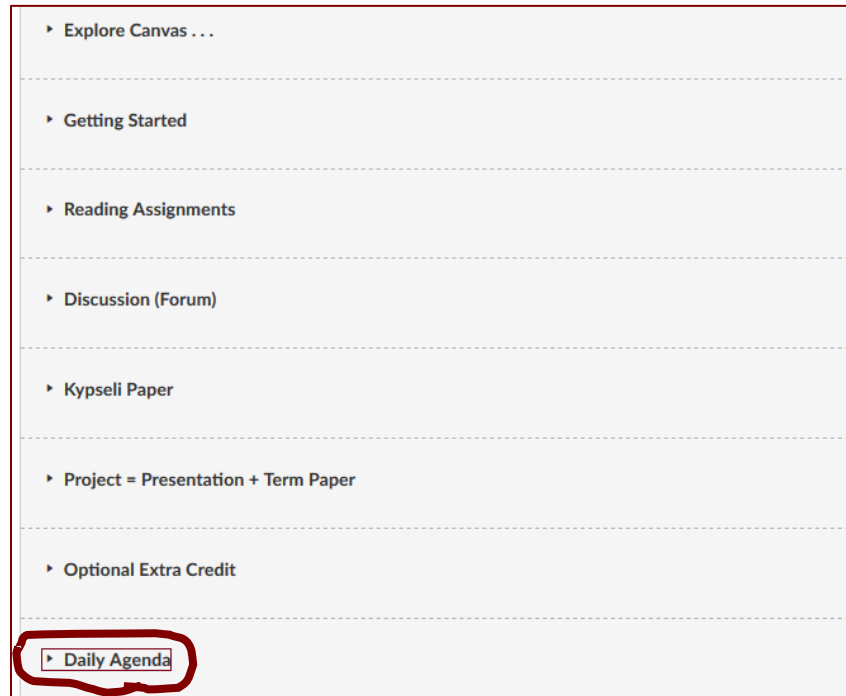 Explore Canvas . . .
Getting Started
Reading Assignments
Discussion (Forum)
Kypseli Paper
Project = Presentation + Term Paper
Optional Extra Credit
Daily Agenda